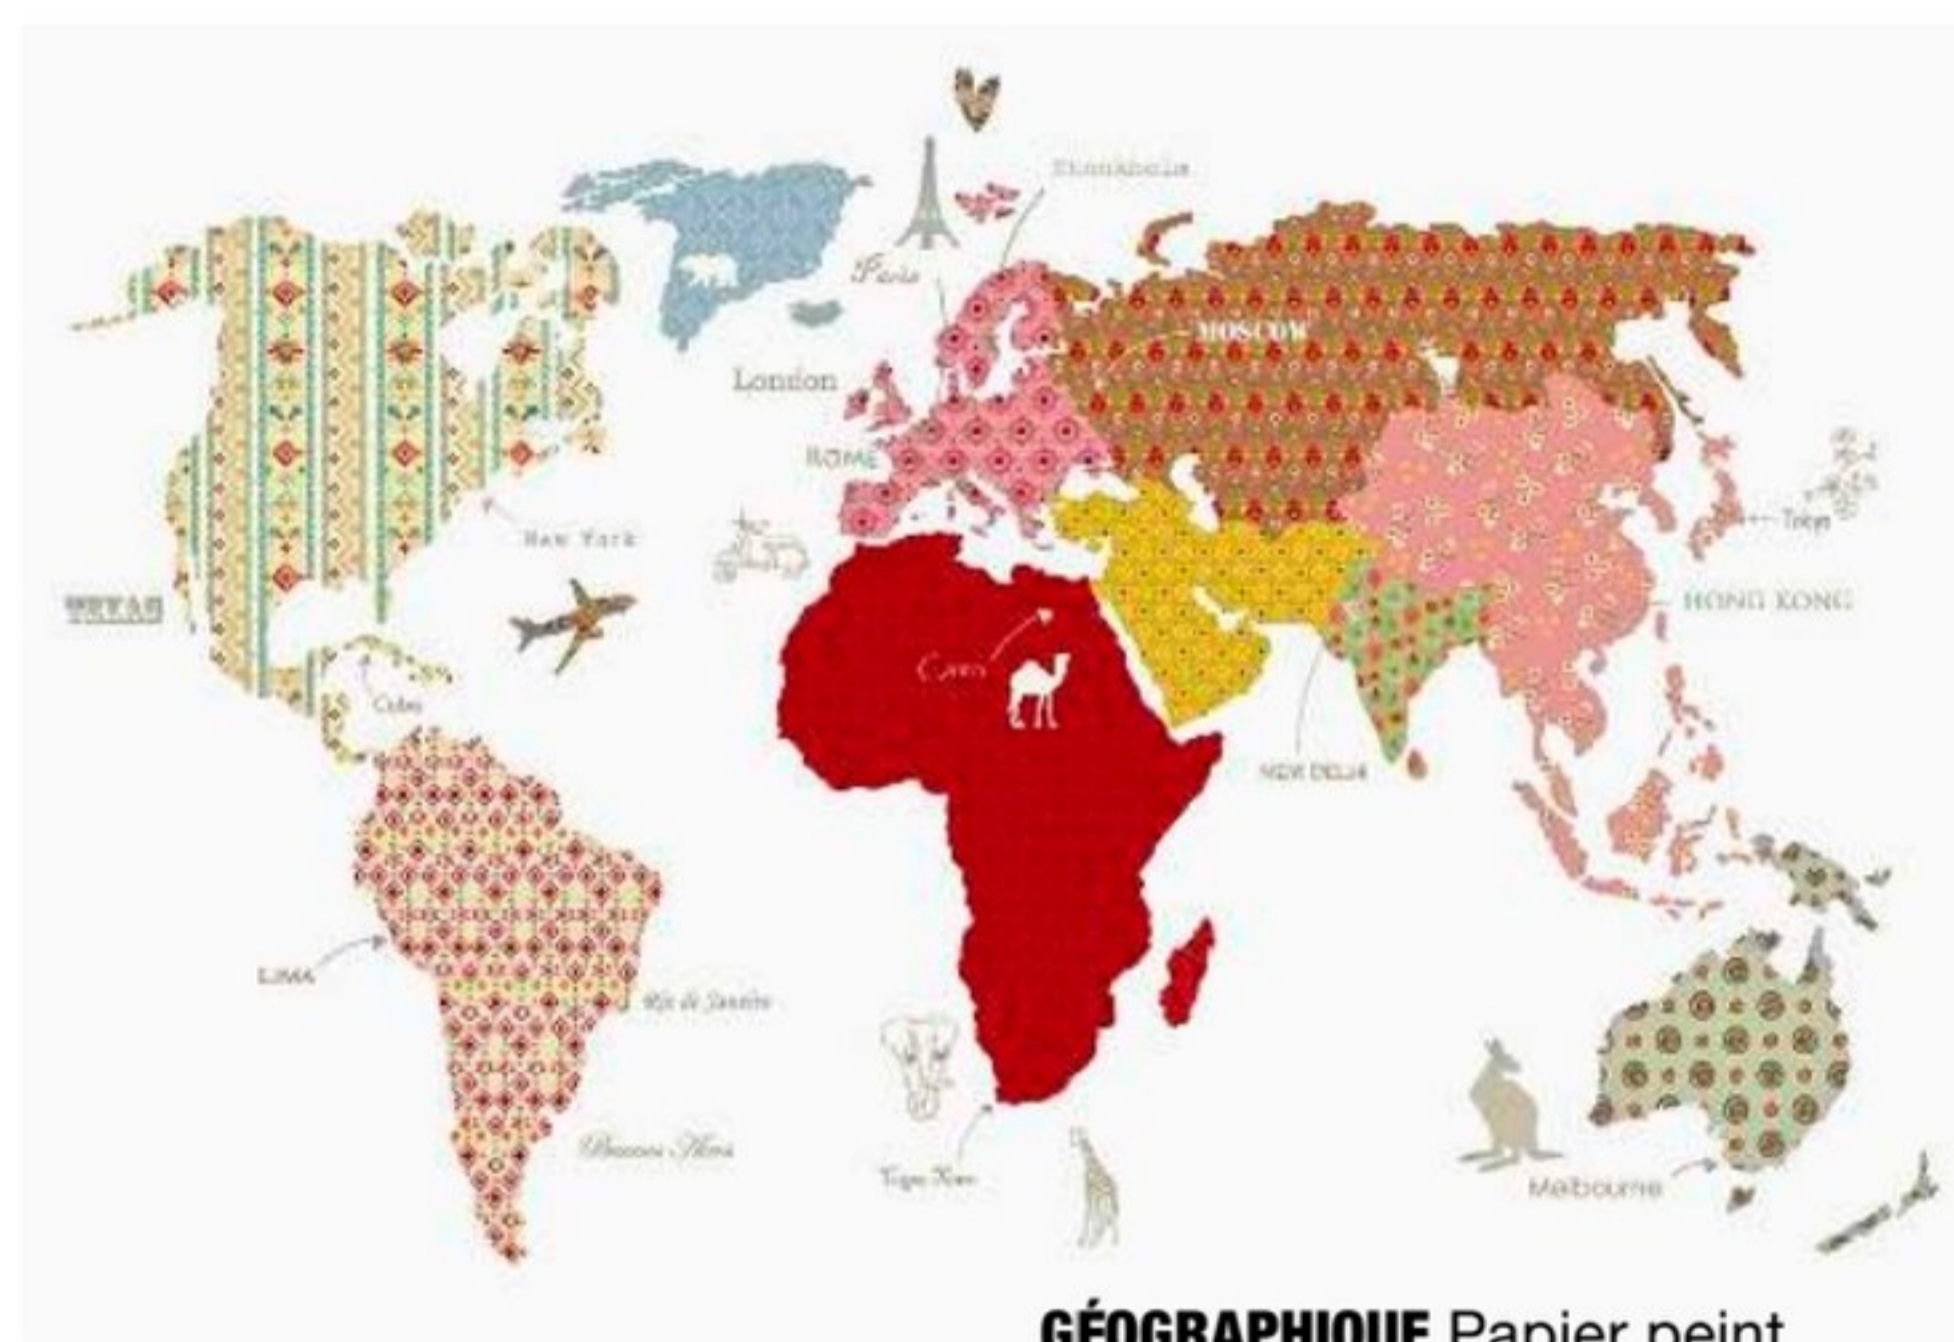 Stockholm
Paris
MOSCOW
London
ROME
New York
Tokyo
TEXAS
HONG KONG
Cairo
Cuba
NEW DELHI
LIMA
Rio de Janeiro
Buenos Aires
Melbourne
GÉOGRAPHIQUE Papier peint